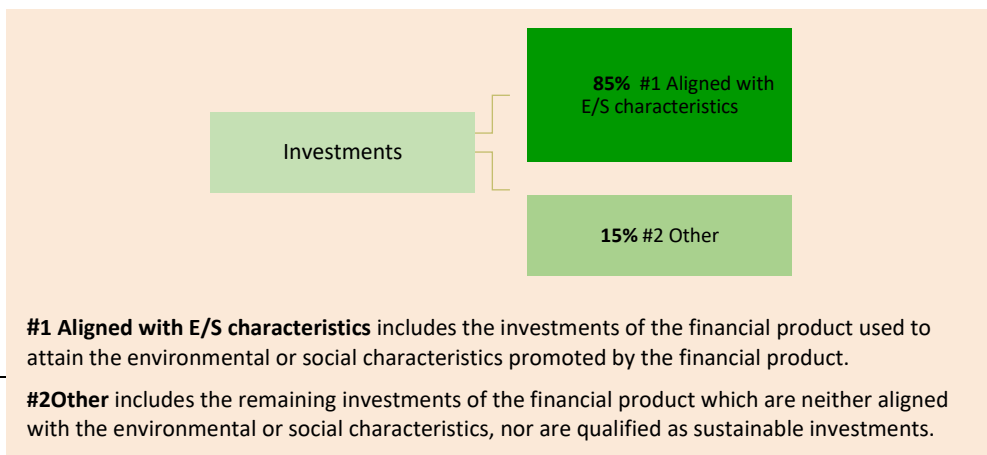 85% #1 Aligned with
E/S characteristics
Investments
15% #2 Other
#1 Aligned with E/S characteristics includes the investments of the financial product used to
attain the environmental or social characteristics promoted by the financial product.
#2Other includes the remaining investments of the financial product which are neither aligned
with the environmental or social characteristics, nor are qualified as sustainable investments.